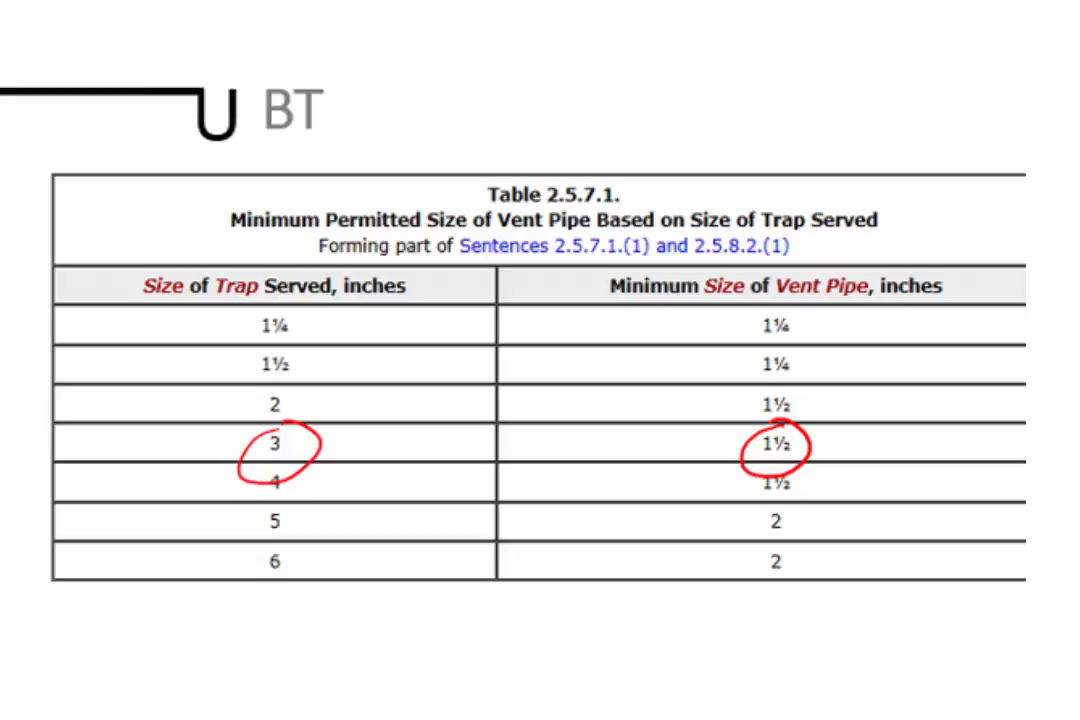 BT
Table 2.5.7.1.
Minimum Permitted Size of Vent Pipe Based on Size of Trap Served
Forming part of Sentences 2.5.7.1.(1) and 2.5.8.2.(1)
Size of Trap Served, inches Minimum Size of Vent Pipe, inches
1¼ 1¼
1½ 1¼
2 1½
3 1½
4 1½
5 2
6 2